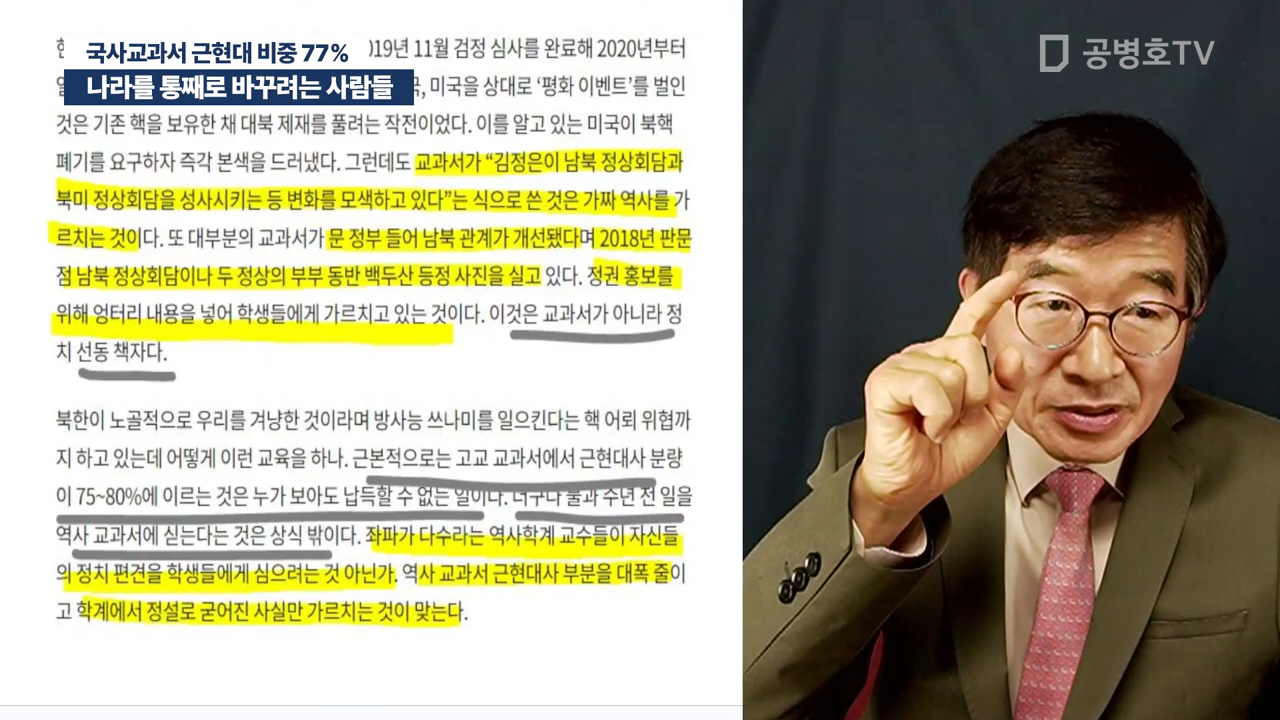 국사교과서 근현대 비중 77%
나라를 통째로 바꾸려는 사람들
공병호TV
19년 11월 검정 심사를 완료해 2020년부터
미국을 상대로 ‘평화 이벤트’를 벌인
것은 기존 핵을 보유한 채 대북 제재를 풀려는 작전이었다. 이를 알고 있는 미국이 북핵
폐기를 요구하자 즉각 본색을 드러냈다. 그런데도 교과서가 “김정은이 남북 정상회담과
북미 정상회담을 성사시키는 등 변화를 모색하고 있다”는 식으로 쓴 것은 가짜 역사를 가
르치는 것이다. 또 대부분의 교과서가 문 정부 들어 남북 관계가 개선됐다며 2018년 판문
점 남북 정상회담이나 두 정상의 부부 동반 백두산 등정 사진을 실고 있다. 정권 홍보를
위해 엉터리 내용을 넣어 학생들에게 가르치고 있는 것이다. 이것은 교과서가 아니라 정
치 선동 책자다.
북한이 노골적으로 우리를 겨냥한 것이라며 방사능 쓰나미를 일으킨다는 핵 어뢰 위협까
지 하고 있는데 어떻게 이런 교육을 하나. 근본적으로는 고교 교과서에서 근현대사 분량
이 75~80%에 이르는 것은 누가 보아도 납득할 수 없는 일이다. 더구나 불과 수년 전 일을
역사 교과서에 싣는다는 것은 상식 밖이다. 좌파가 다수라는 역사학계 교수들이 자신들
의 정치 편견을 학생들에게 심으려는 것 아닌가. 역사 교과서 근현대사 부분을 대폭 줄이
고 학계에서 정설로 굳어진 사실만 가르치는 것이 맞는다.